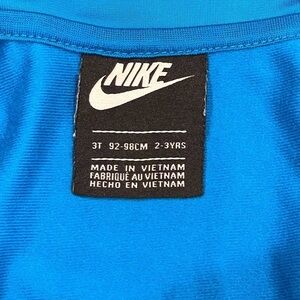 NIKE
3T 92-98CM 2-3YRS
MADE IN VIETNAM
FABRIQUÉ AU VIETNAM
HECHO EN VIETNAM